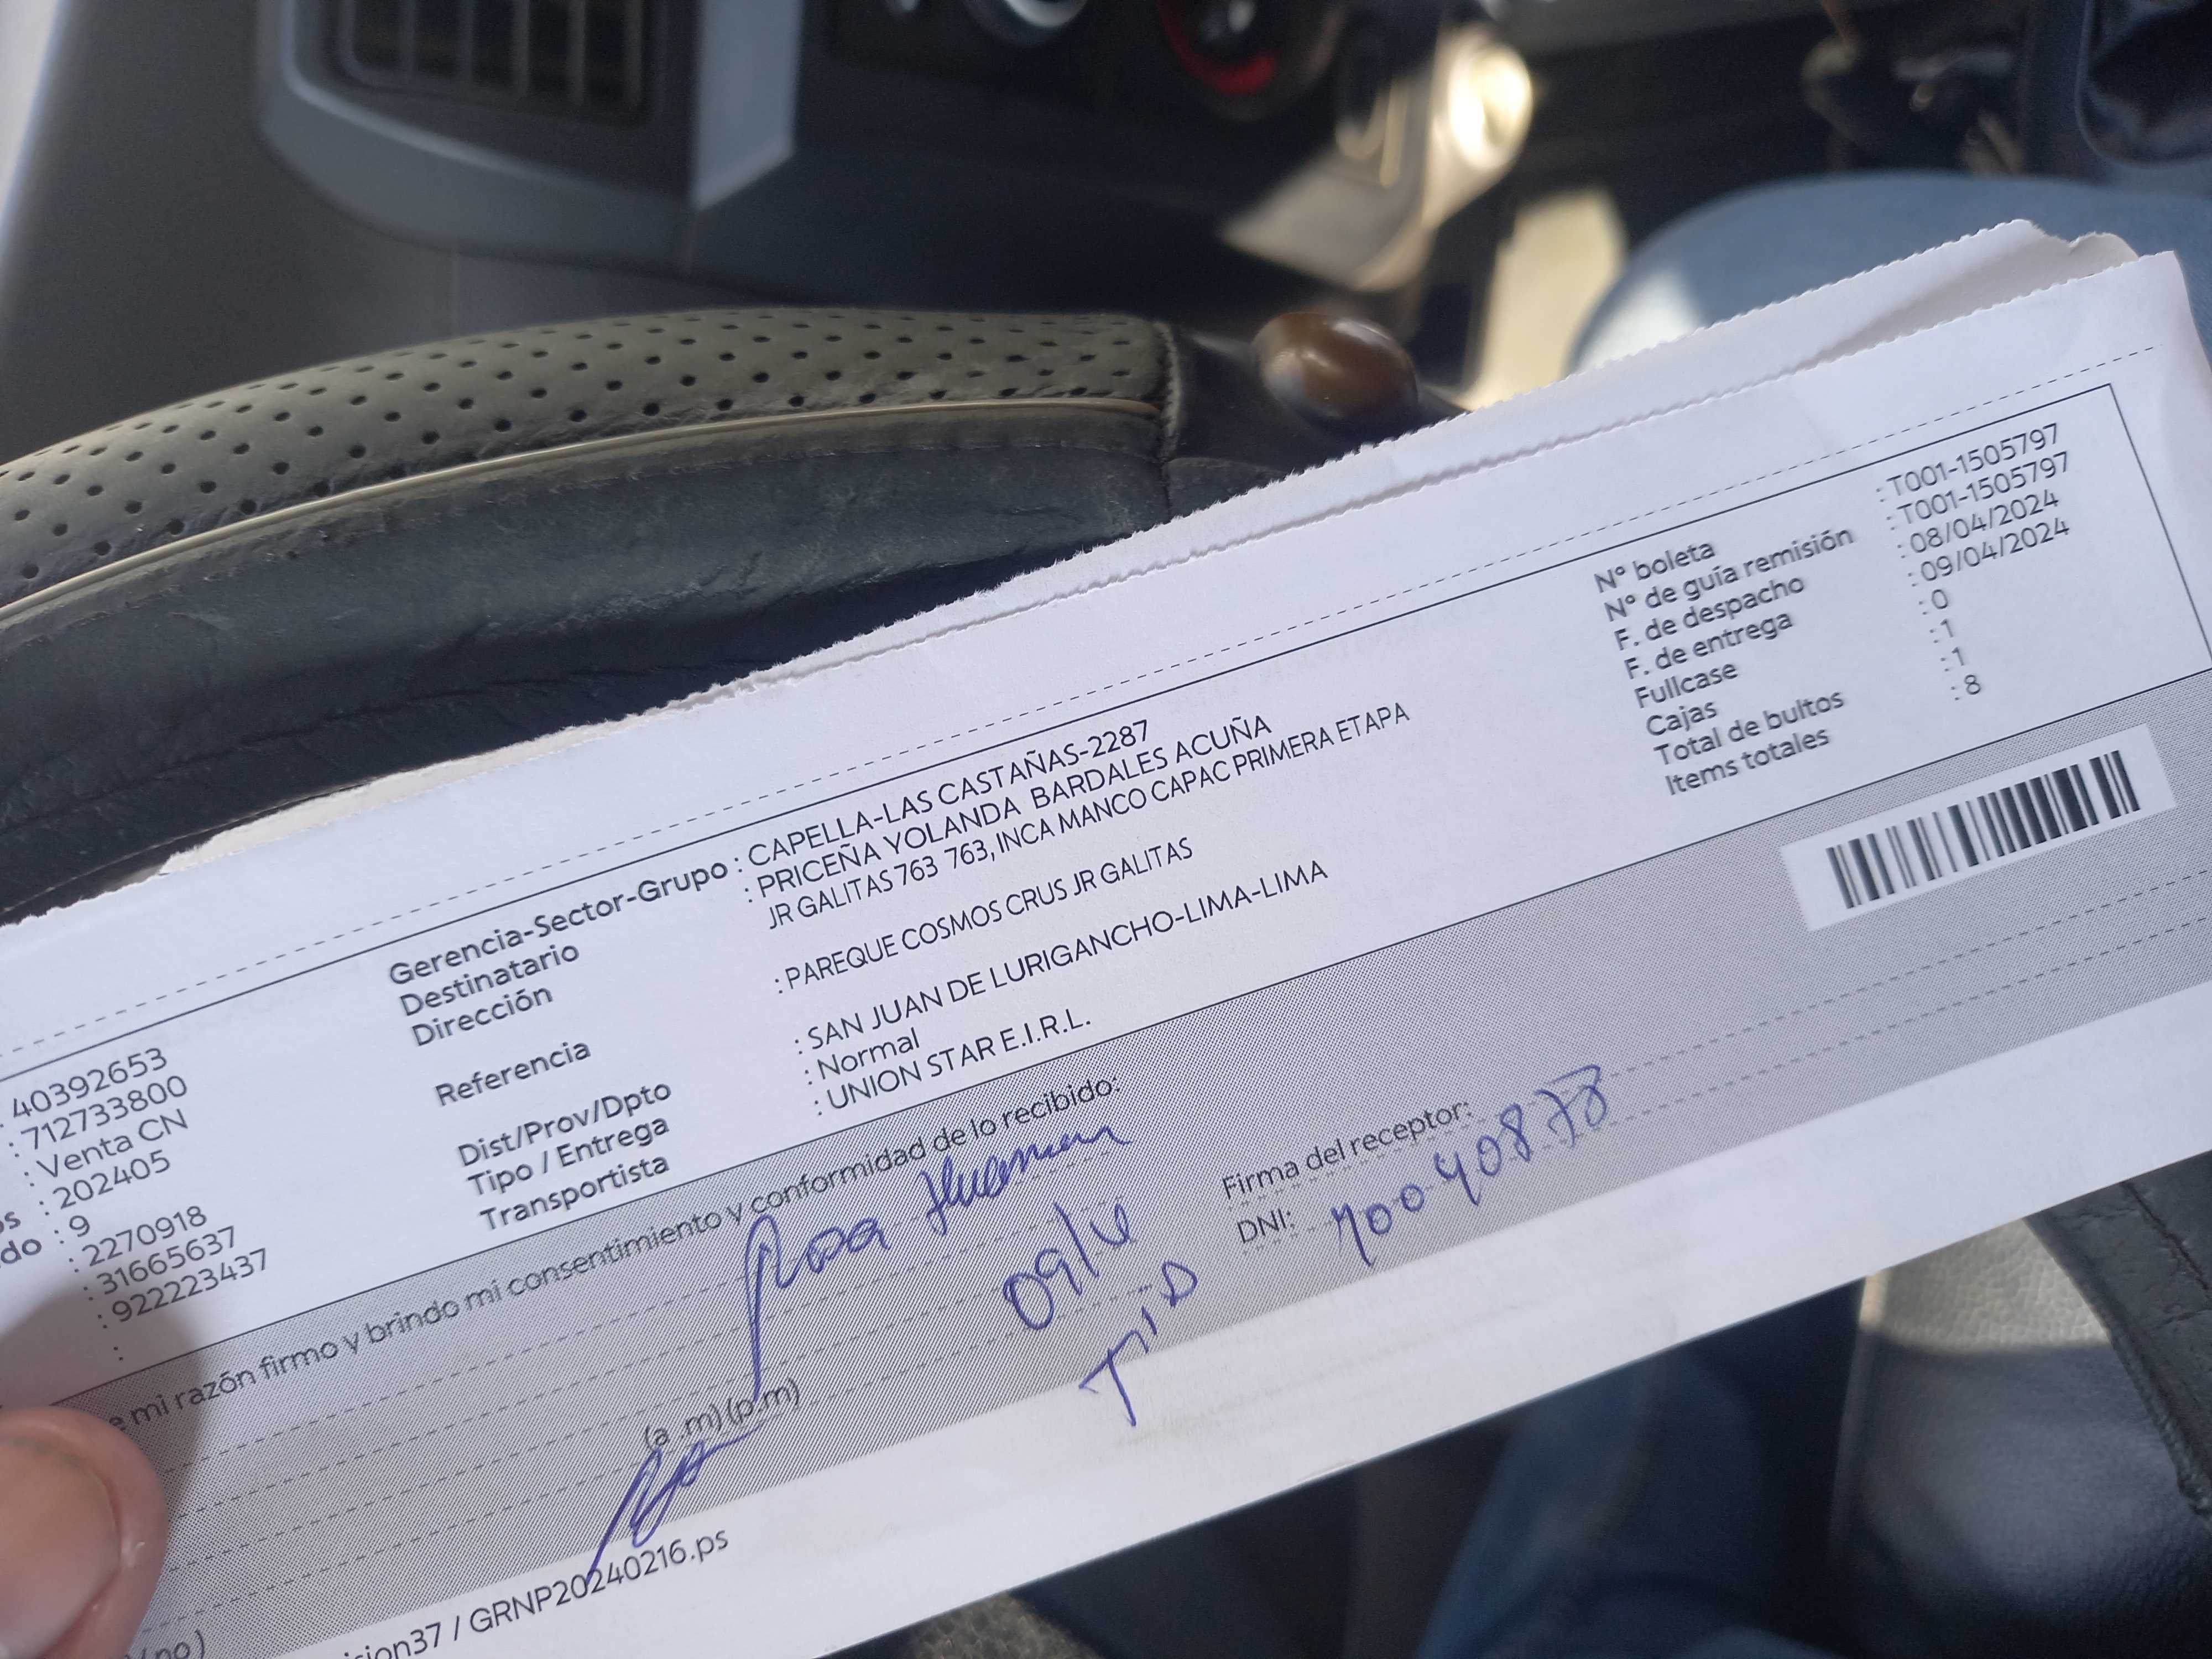 : 40392653
: 712733800
: Venta CN
: 202405
: 9
: 2270918
: 31665637
: 922223437
:
Gerencia-Sector-Grupo : CAPELLA-LAS CASTAÑAS-2287
Destinatario : PRICEÑA YOLANDA BARDALES ACUÑA
Dirección : JR GALITAS 763 763, INCA MANCO CAPAC PRIMERA ETAPA
Referencia : PAREQUE COSMOS CRUS JR GALITAS
Dist/Prov/Dpto : SAN JUAN DE LURIGANCHO-LIMA-LIMA
Tipo / Entrega : Normal
Transportista : UNION STAR E.I.R.L.
N° boleta : T001-1505797
N° de guía remisión : T001-1505797
F. de despacho : 08/04/2024
F. de entrega : 09/04/2024
Fullcase : 0
Cajas : 1
Total de bultos : 1
Items totales : 8
e mi razón firmo y brindo mi consentimiento y conformidad de lo recibido:
Rosa Huaman
09/4
Firma del receptor:
DNI:
(a .m) (p.m)
ision37 / GRNP20240216.ps